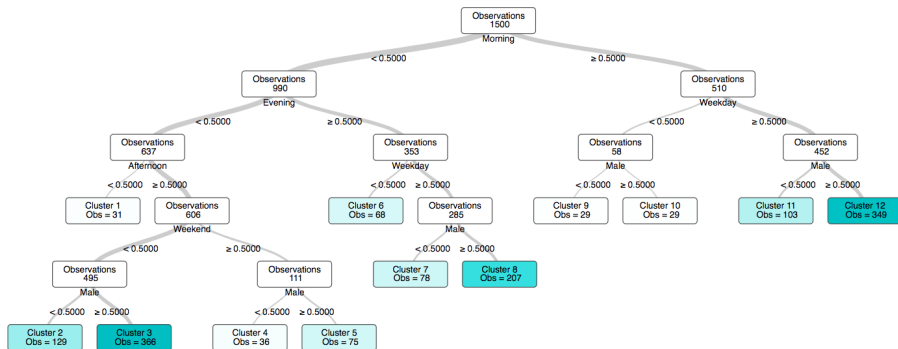 Observations
1500
Morning
< 0.5000
≥ 0.5000
Observations
990
Evening
Observations
510
Weekday
< 0.5000
≥ 0.5000
< 0.5000
≥ 0.5000
Observations
637
Afternoon
Observations
353
Weekday
Observations
58
Male
Observations
452
Male
< 0.5000
≥ 0.5000
< 0.5000
≥ 0.5000
< 0.5000
≥ 0.5000
< 0.5000
≥ 0.5000
Cluster 1
Obs = 31
Observations
606
Weekend
Cluster 6
Obs = 68
Observations
285
Male
Cluster 9
Obs = 29
Cluster 10
Obs = 29
Cluster 11
Obs = 103
Cluster 12
Obs = 349
< 0.5000
≥ 0.5000
< 0.5000
≥ 0.5000
Observations
495
Male
Observations
111
Male
Cluster 7
Obs = 78
Cluster 8
Obs = 207
< 0.5000
≥ 0.5000
< 0.5000
≥ 0.5000
Cluster 2
Obs = 129
Cluster 3
Obs = 366
Cluster 4
Obs = 36
Cluster 5
Obs = 75